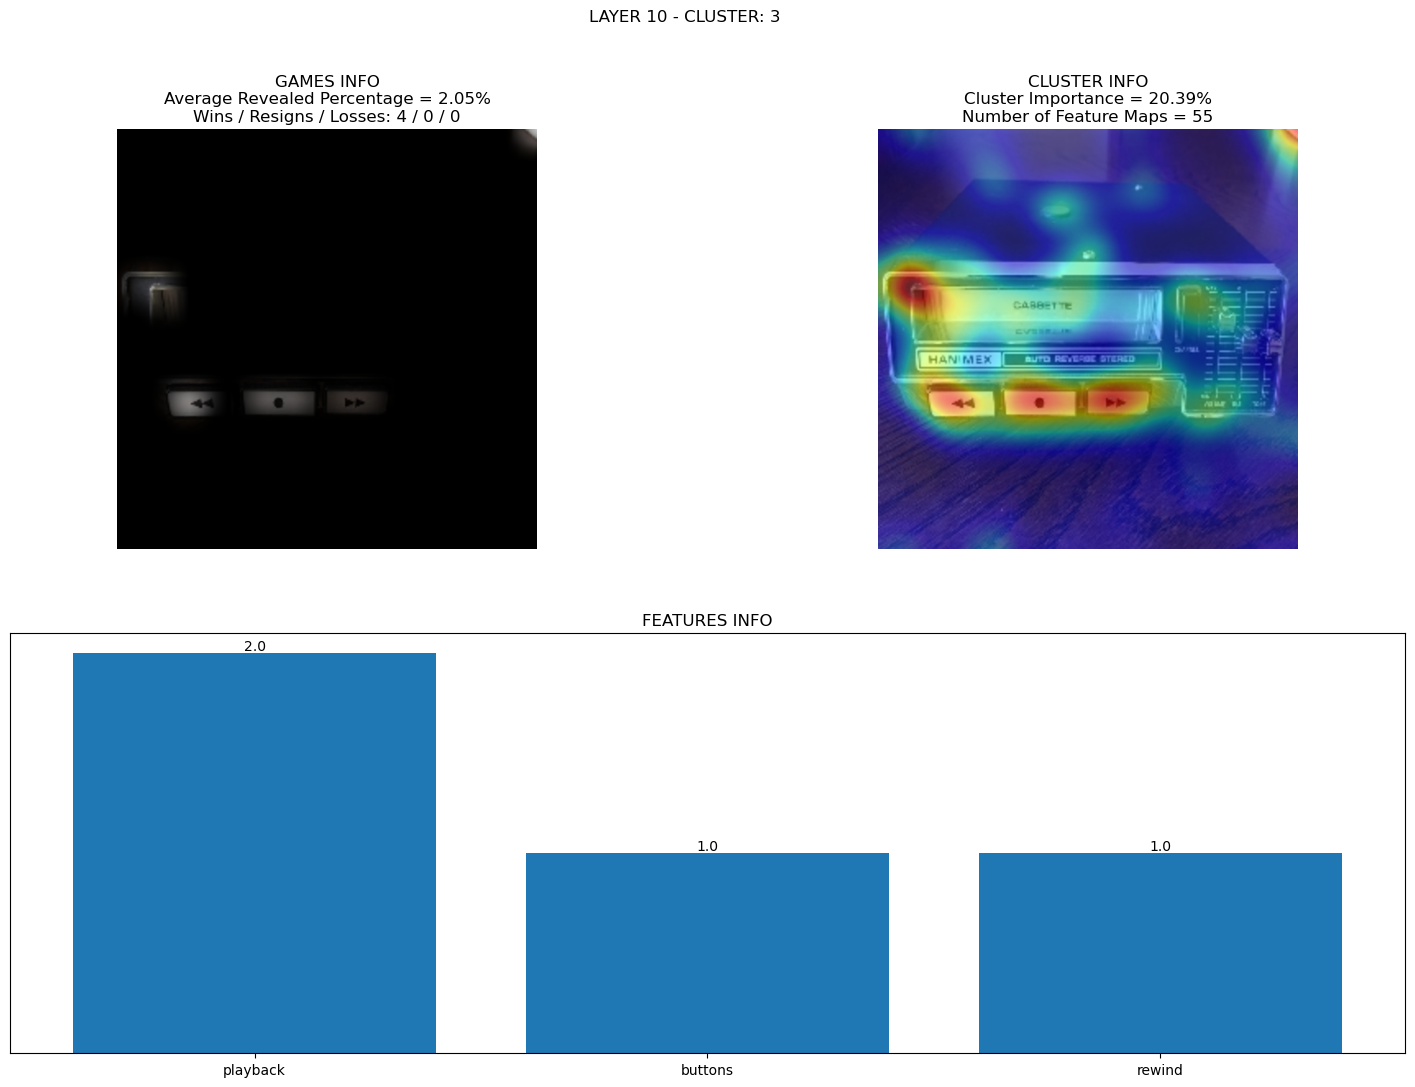 LAYER 10 - CLUSTER: 3
GAMES INFO
Average Revealed Percentage = 2.05%
Wins / Resigns / Losses: 4 / 0 / 0
CLUSTER INFO
Cluster Importance = 20.39%
Number of Feature Maps = 55
CASSETTE
HANIMEX
AUTO REVERSE STEREO
FEATURES INFO
2.0
1.0
1.0
playback
buttons
rewind